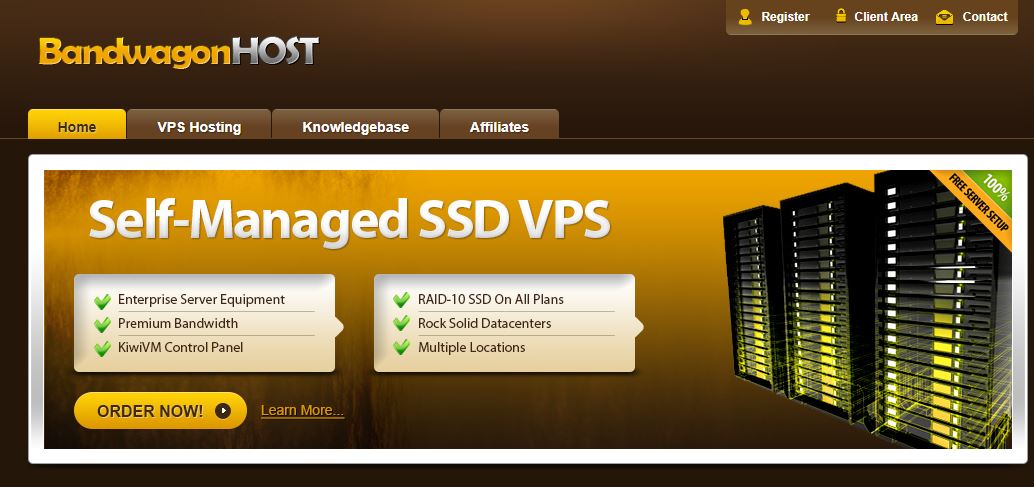 Register
Client Area
Contact
BandwagonHOST
Home
VPS Hosting
Knowledgebase
Affiliates
100%
FREE SERVER SETUP
Self-Managed SSD VPS
Enterprise Server Equipment
Premium Bandwidth
KiwiVM Control Panel
RAID-10 SSD On All Plans
Rock Solid Datacenters
Multiple Locations
ORDER NOW!
Learn More...